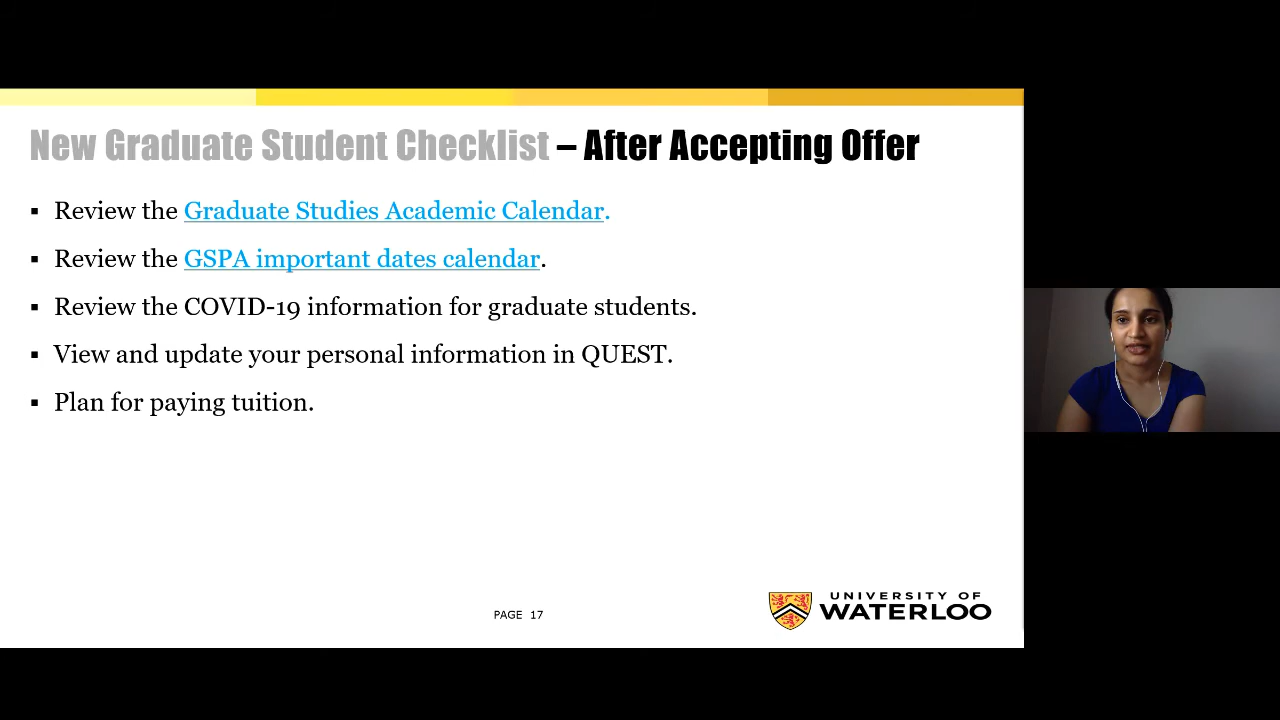 New Graduate Student Checklist – After Accepting Offer
▪ Review the Graduate Studies Academic Calendar.
▪ Review the GSPA important dates calendar.
▪ Review the COVID-19 information for graduate students.
▪ View and update your personal information in QUEST.
▪ Plan for paying tuition.
PAGE 17
UNIVERSITY OF
WATERLOO